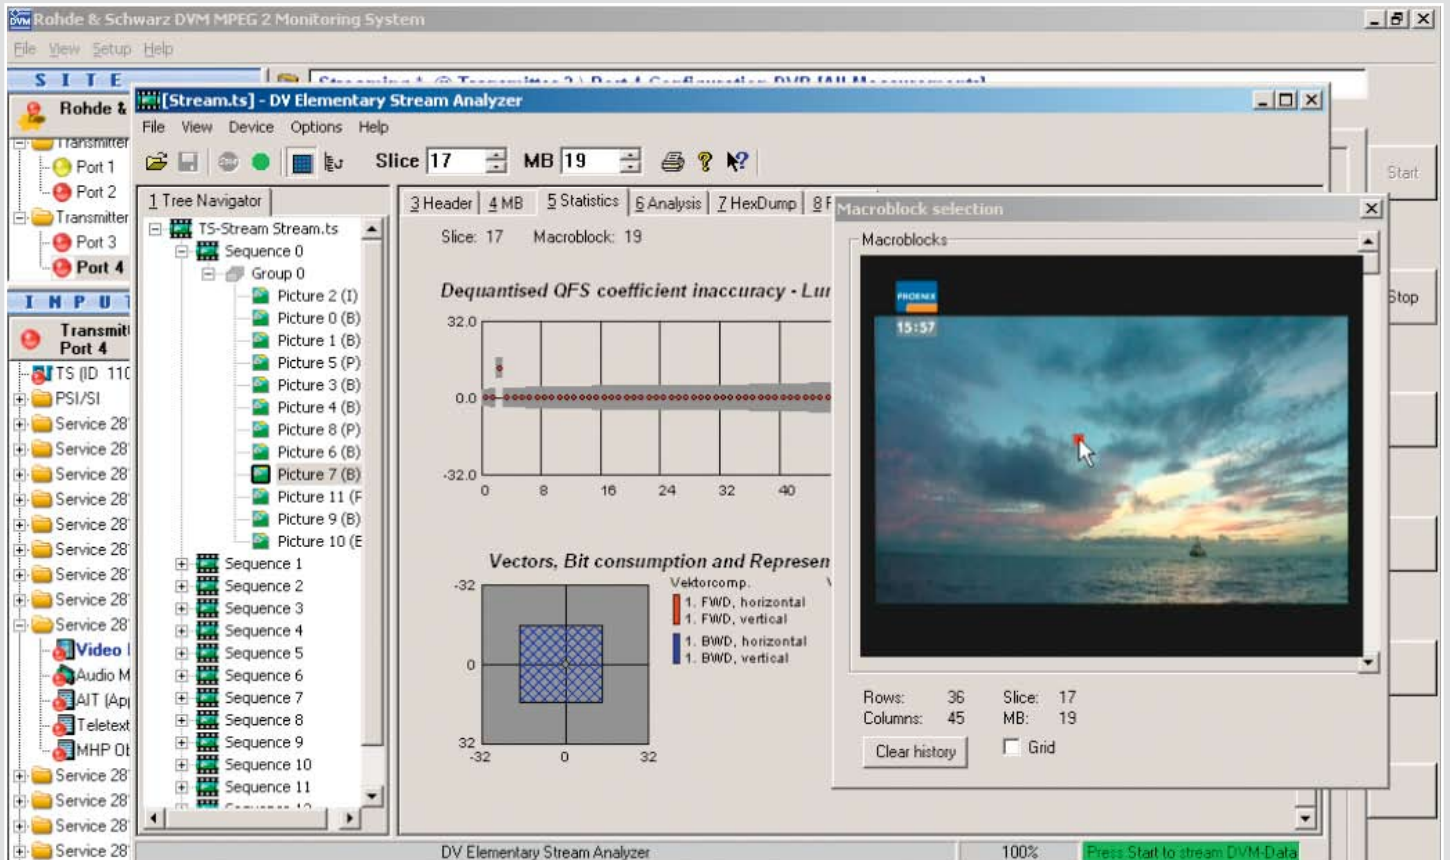 Rohde & Schwarz DVM MPEG 2 Monitoring System
File View Setup Help
SITE
Rohde &
Transmitter
Port 1
Port 2
Transmitter
Port 3
Port 4
INPU
Transmit
Port 4
TS (ID 110
PSI/SI
Service 28
Service 28
Service 28
Service 28
Service 28
Service 28
Service 28
Service 28
Service 28
Video
Audio M
AIT (App
Teletext
MHP Ob
Service 28
Service 28
Service 28
Service 28
[Stream.ts] - DV Elementary Stream Analyzer
File View Device Options Help
Slice 17 MB 19
1 Tree Navigator
TS-Stream Stream.ts
Sequence 0
Group 0
Picture 2 (I)
Picture 0 (B)
Picture 1 (B)
Picture 5 (P)
Picture 3 (B)
Picture 4 (B)
Picture 8 (P)
Picture 6 (B)
Picture 7 (B)
Picture 11 (P
Picture 9 (B)
Picture 10 (E
Sequence 1
Sequence 2
Sequence 3
Sequence 4
Sequence 5
Sequence 6
Sequence 7
Sequence 8
Sequence 9
Sequence 10
Sequence 11
3 Header 4 MB 5 Statistics 6 Analysis 7 HexDump 8
Slice: 17 Macroblock: 19
Dequantised QFS coefficient inaccuracy - Lu
32.0
0.0
-32.0
0 8 16 24 32 40
Vectors, Bit consumption and Represen
-32
0
32
-32 0 32
Vektorcomp.
1. FWD, horizontal
1. FWD, vertical
1. BWD, horizontal
1. BWD, vertical
Macroblock selection
Macroblocks
PHOENIX
15:57
Rows: 36 Slice: 17
Columns: 45 MB: 19
Clear history Grid
Start
Stop
DV Elementary Stream Analyzer
100%
Press Start to stream DVM-Data